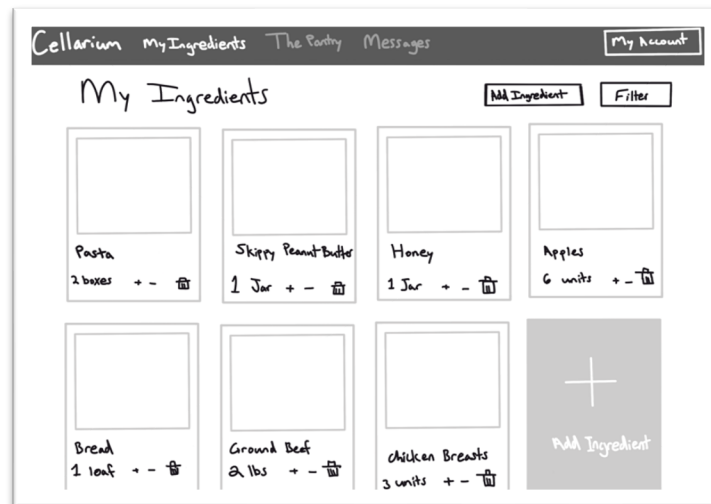 Cellarium My Ingredients The Pantry Messages My Account
My Ingredients Add Ingredient Filter
Pasta
2 boxes + -
Skippy Peanut Butter
1 Jar + -
Honey
1 Jar + -
Apples
6 units + -
Bread
1 loaf + -
Ground Beef
2 lbs + -
Chicken Breasts
3 units + -
Add Ingredient